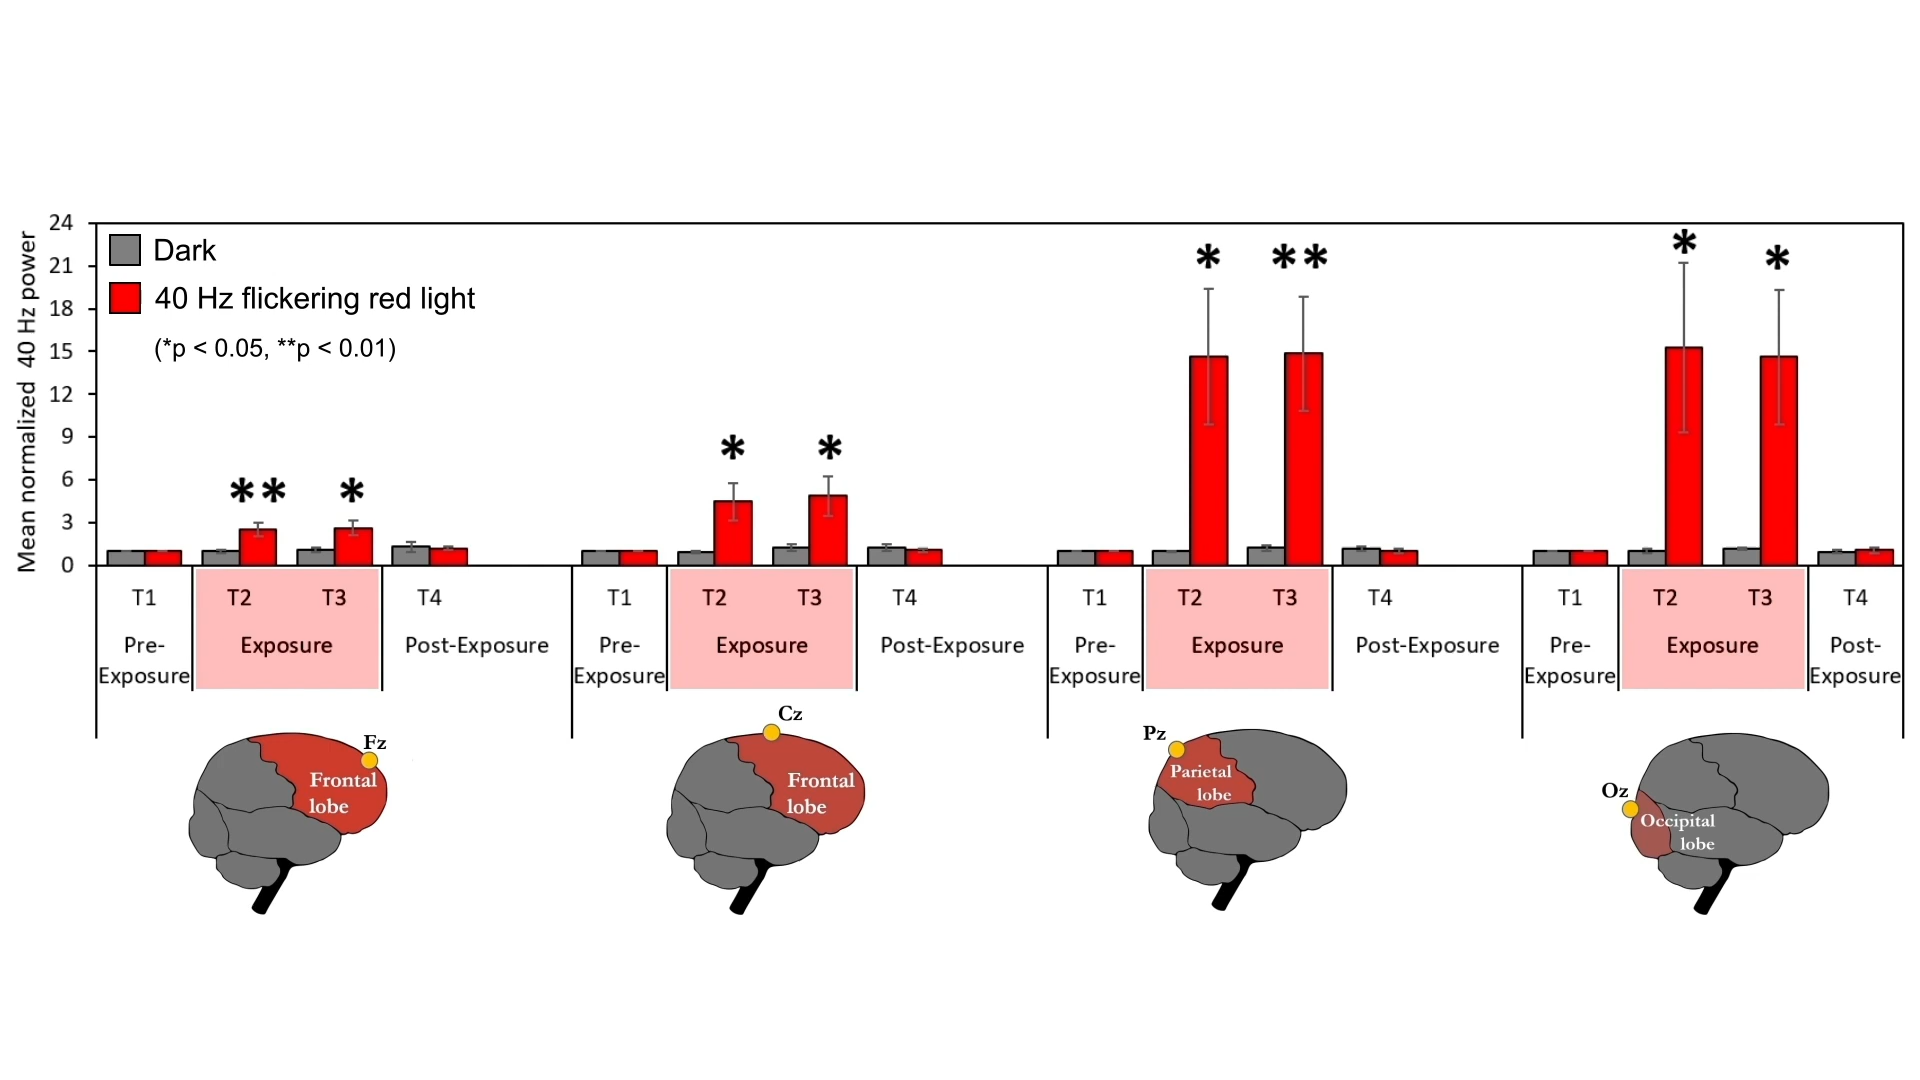 Mean normalized 40 Hz power
24
21
18
15
12
9
6
3
0
Dark
40 Hz flickering red light
(*p < 0.05, **p < 0.01)
** * * * * ** * *
T1 T2 T3 T4 T1 T2 T3 T4 T1 T2 T3 T4 T1 T2 T3 T4
Pre-Exposure Exposure Post-Exposure Pre-Exposure Exposure Post-Exposure Pre-Exposure Exposure Post-Exposure Pre-Exposure Exposure Post-Exposure
Fz
Frontal
lobe
Cz
Frontal
lobe
Pz
Parietal
lobe
Oz
Occipital
lobe